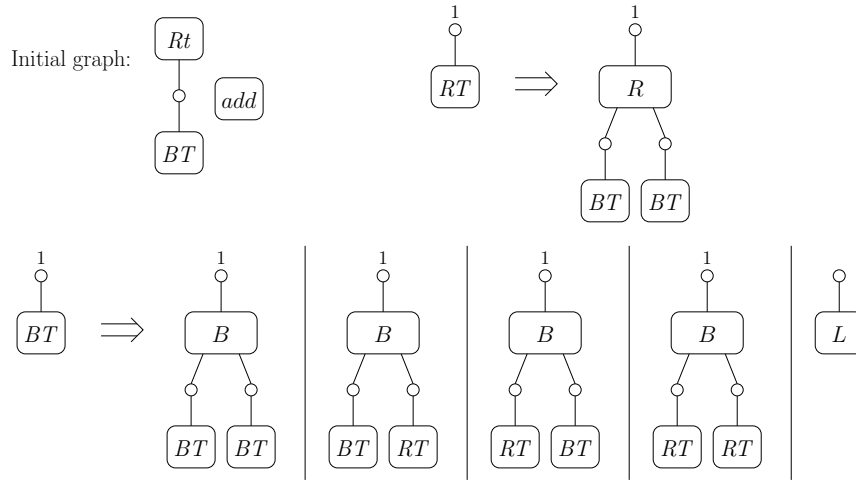 1 1
Rt
Initial graph:
add
RT R
BT
BT BT
1 1 1 1 1
BT B B B B L
BT BT BT RT RT BT RT RT